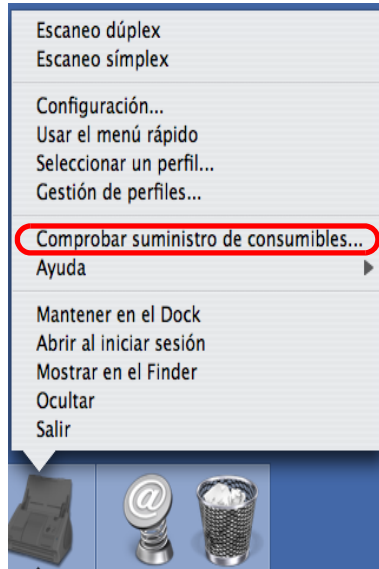 Escaneo dúplex
Escaneo símplex
Configuración...
Usar el menú rápido
Seleccionar un perfil...
Gestión de perfiles...
Comprobar suministro de consumibles...
Ayuda
Mantener en el Dock
Abrir al iniciar sesión
Mostrar en el Finder
Ocultar
Salir
@